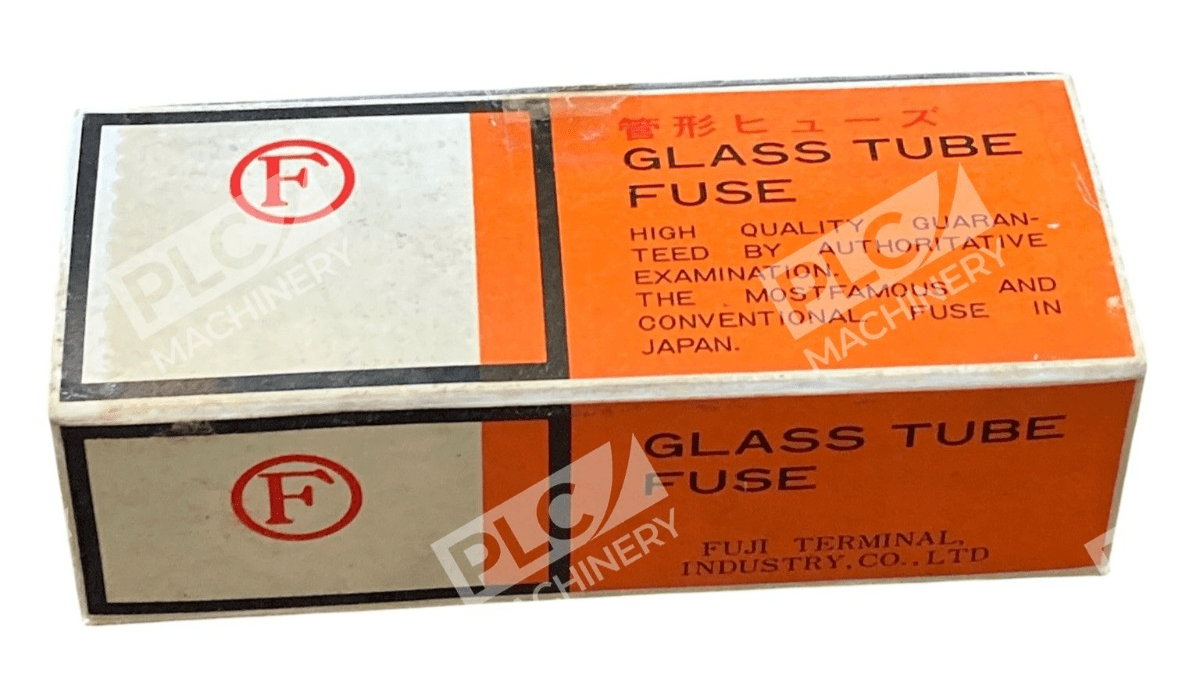 F
管形ヒューズ
GLASS TUBE
FUSE
HIGH QUALITY GUARAN-
TEED BY AUTHORITATIVE
EXAMINATION.
THE MOSTFAMOUS AND
CONVENTIONAL FUSE IN
JAPAN.
F
GLASS TUBE
FUSE
FUJI TERMINAL,
INDUSTRY,CO.,LTD
PLC
MACHINERY
PLC
MACHINERY
PLC
MACHINERY